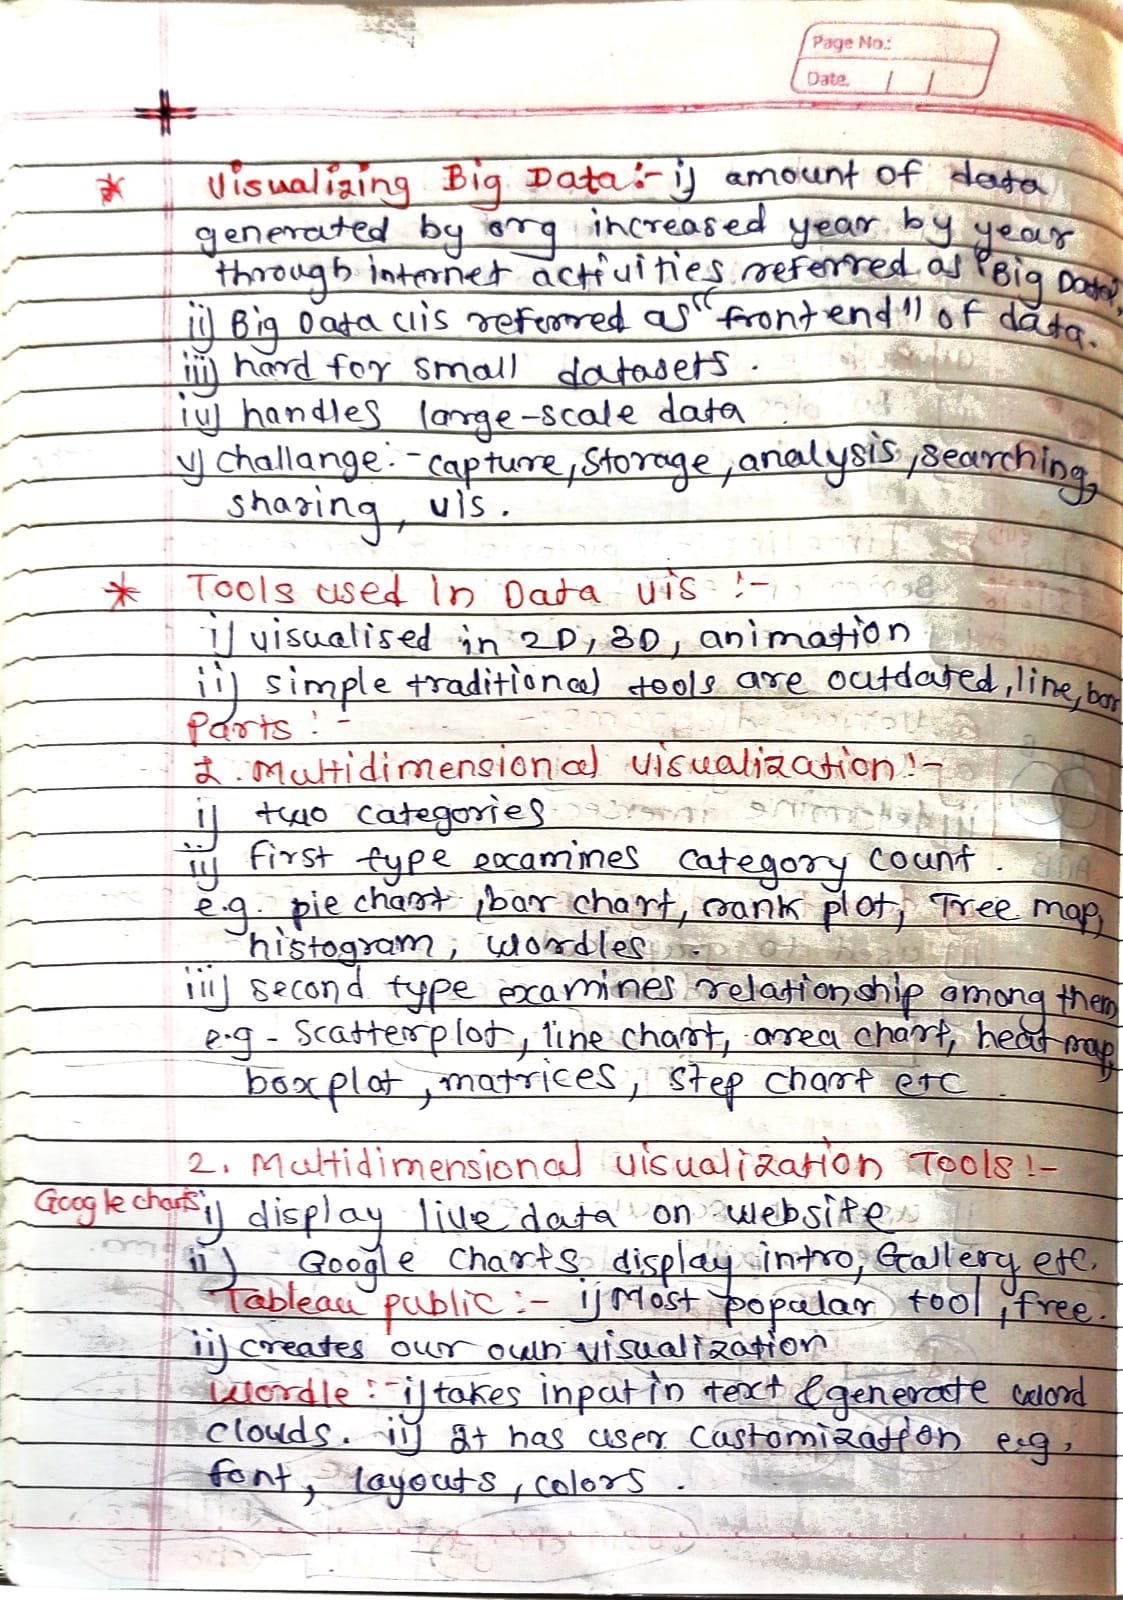 Page No.:
Date. / /
* Visualizing Big Data :- i) amount of data
generated by org increased year by year
through internet activities referred as "Big Data",
ii) Big Data vis referred as "front end" of data.
iii) hard for small datasets.
iv) handles large-scale data
v) challange :- capture, storage, analysis, searching,
sharing, vis.
* Tools used In Data vis :-
i) visualised in 2D, 3D, animation
ii) simple traditional tools are outdated, line, bar
Parts :-
1. Multidimensional visualization :-
i) two categories
ii) first type examines category count.
e.g. pie chart, bar chart, rank plot, Tree map,
histogram, wordles.
iii) second type examines relationship among them
e.g - scatterplot, line chart, area chart, heat map,
box plot, matrices, step chart etc.
2. Multidimensional visualization Tools :-
Google charts i) display live data on website
ii) Google charts display intro, Gallery etc.
Tableau public :- i) Most popular tool, free.
ii) creates our own visualization
Wordle :- i) takes input in text & generate word
clouds. ii) It has user customization e.g,
font, layouts, colors.